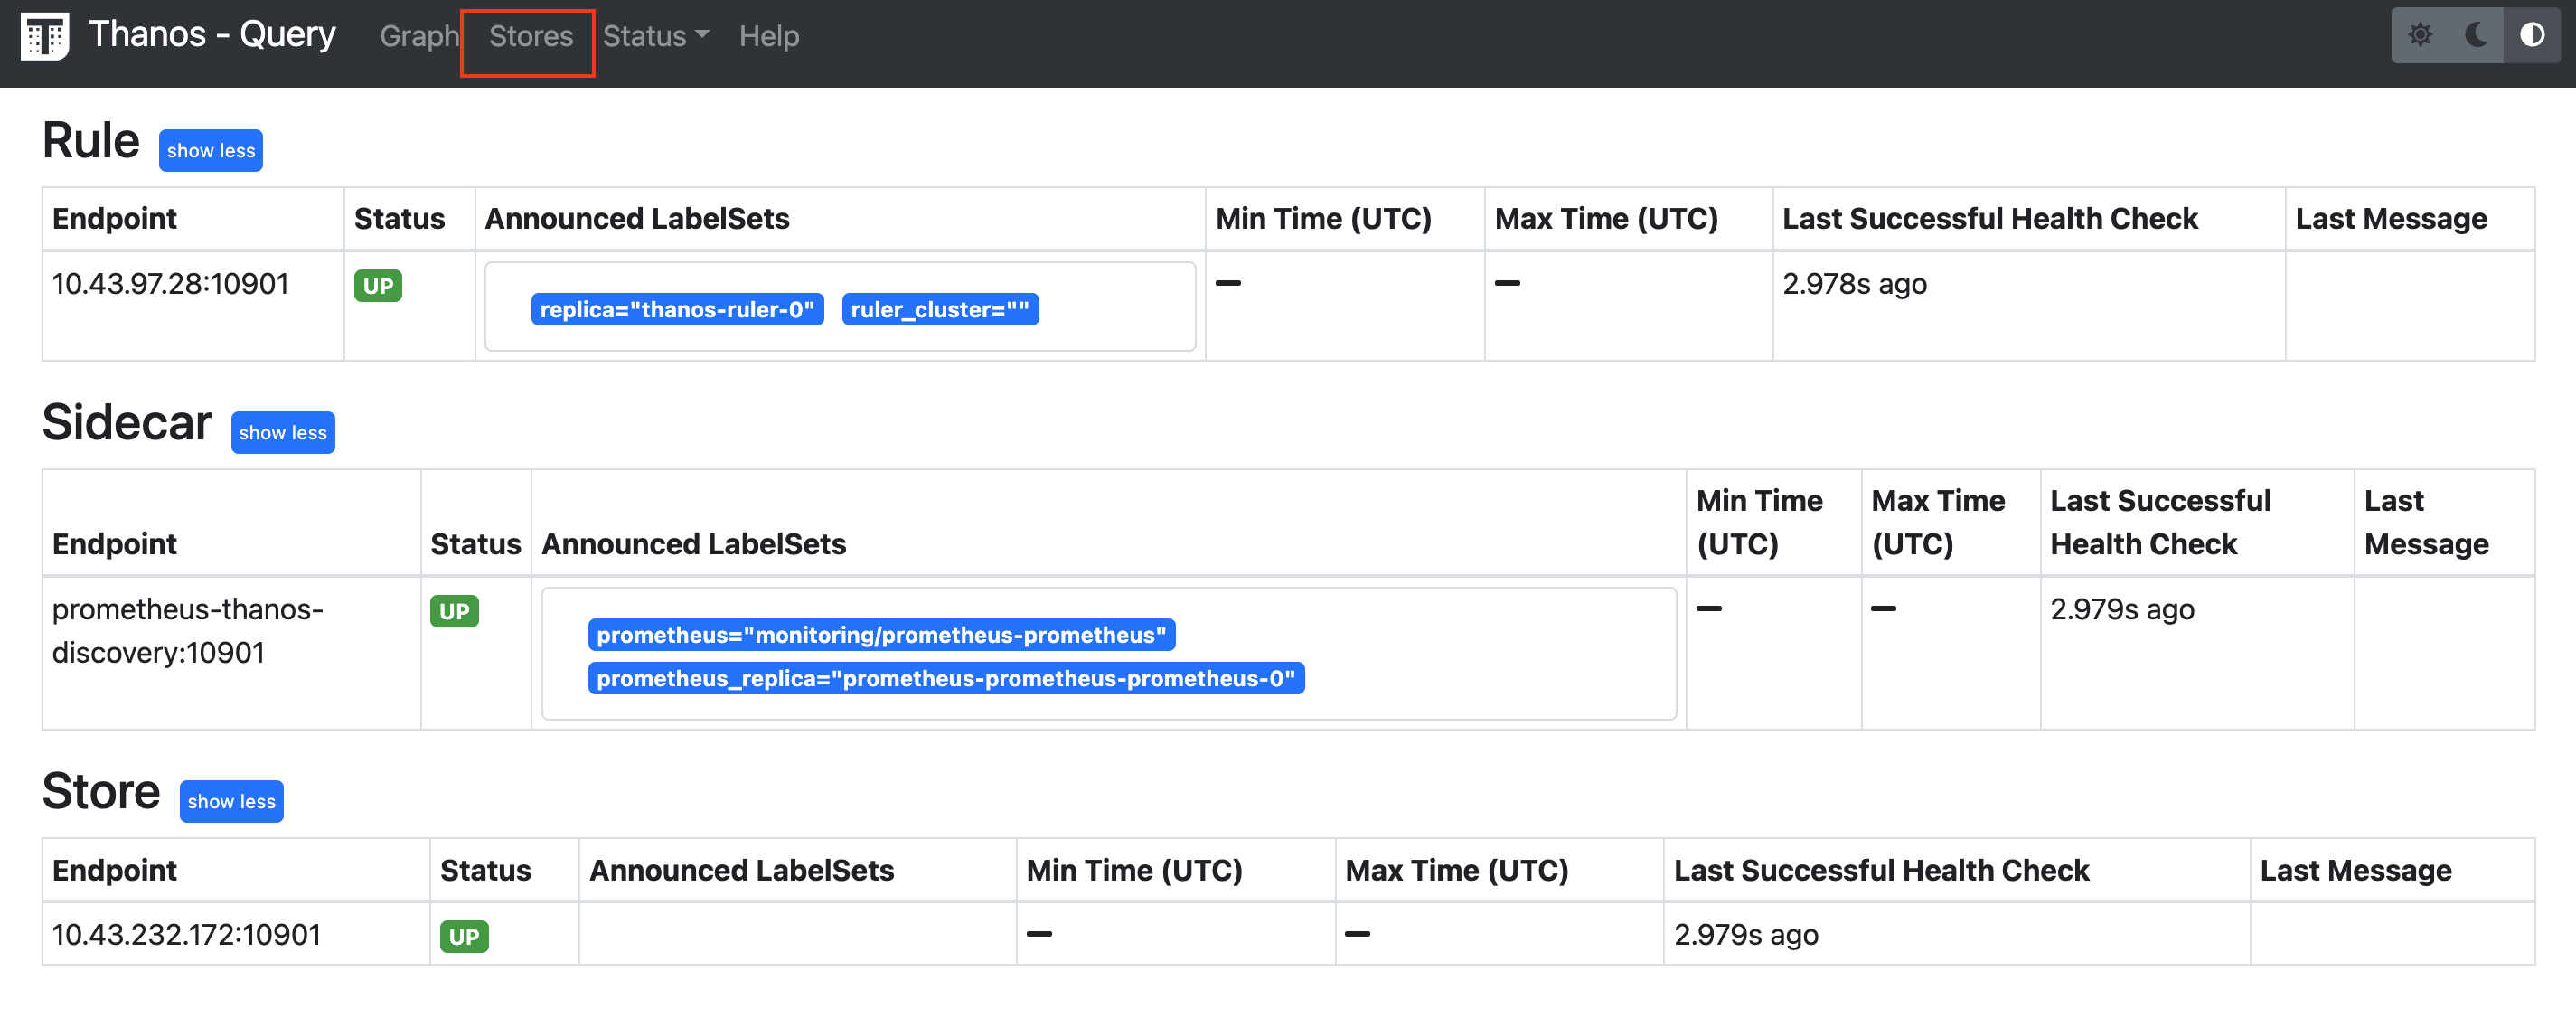 Thanos - Query Graph Stores Status Help
Rule show less
Endpoint Status Announced LabelSets Min Time (UTC) Max Time (UTC) Last Successful Health Check Last Message
10.43.97.28:10901 UP replica="thanos-ruler-0" ruler_cluster="" — — 2.978s ago
Sidecar show less
Endpoint Status Announced LabelSets Min Time (UTC) Max Time (UTC) Last Successful Health Check Last Message
prometheus-thanos-discovery:10901 UP prometheus="monitoring/prometheus-prometheus" prometheus_replica="prometheus-prometheus-prometheus-0" — — 2.979s ago
Store show less
Endpoint Status Announced LabelSets Min Time (UTC) Max Time (UTC) Last Successful Health Check Last Message
10.43.232.172:10901 UP — — 2.979s ago